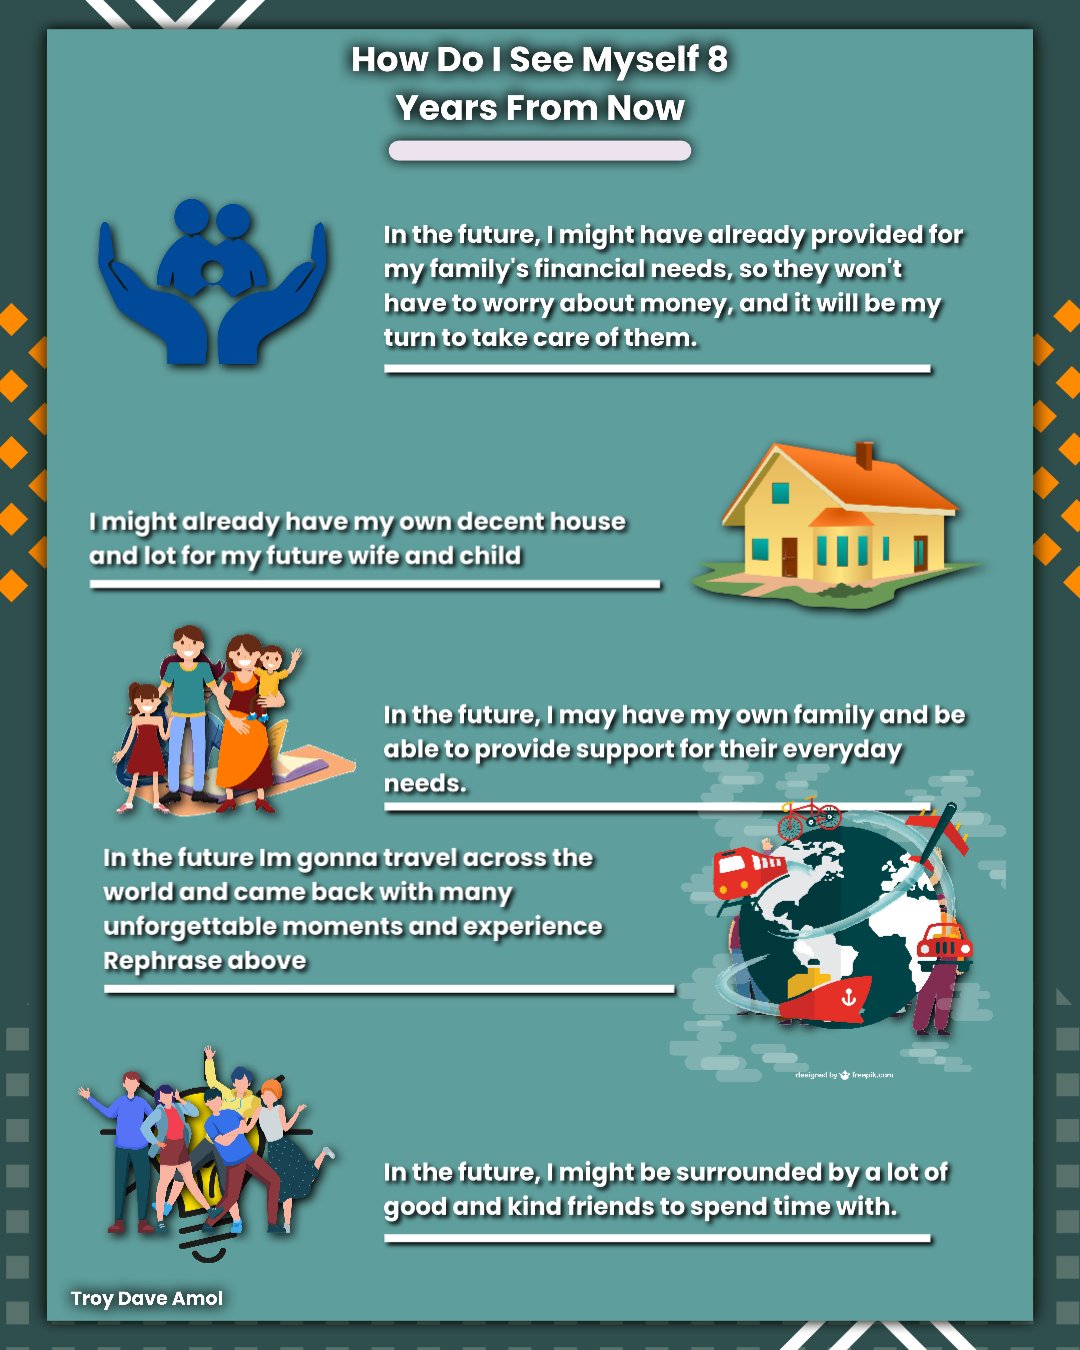 How Do I See Myself 8
Years From Now
In the future, I might have already provided for
my family's financial needs, so they won't
have to worry about money, and it will be my
turn to take care of them.
I might already have my own decent house
and lot for my future wife and child
In the future, I may have my own family and be
able to provide support for their everyday
needs.
In the future Im gonna travel across the
world and came back with many
unforgettable moments and experience
Rephrase above
designed by freepik.com
In the future, I might be surrounded by a lot of
good and kind friends to spend time with.
Troy Dave Amol